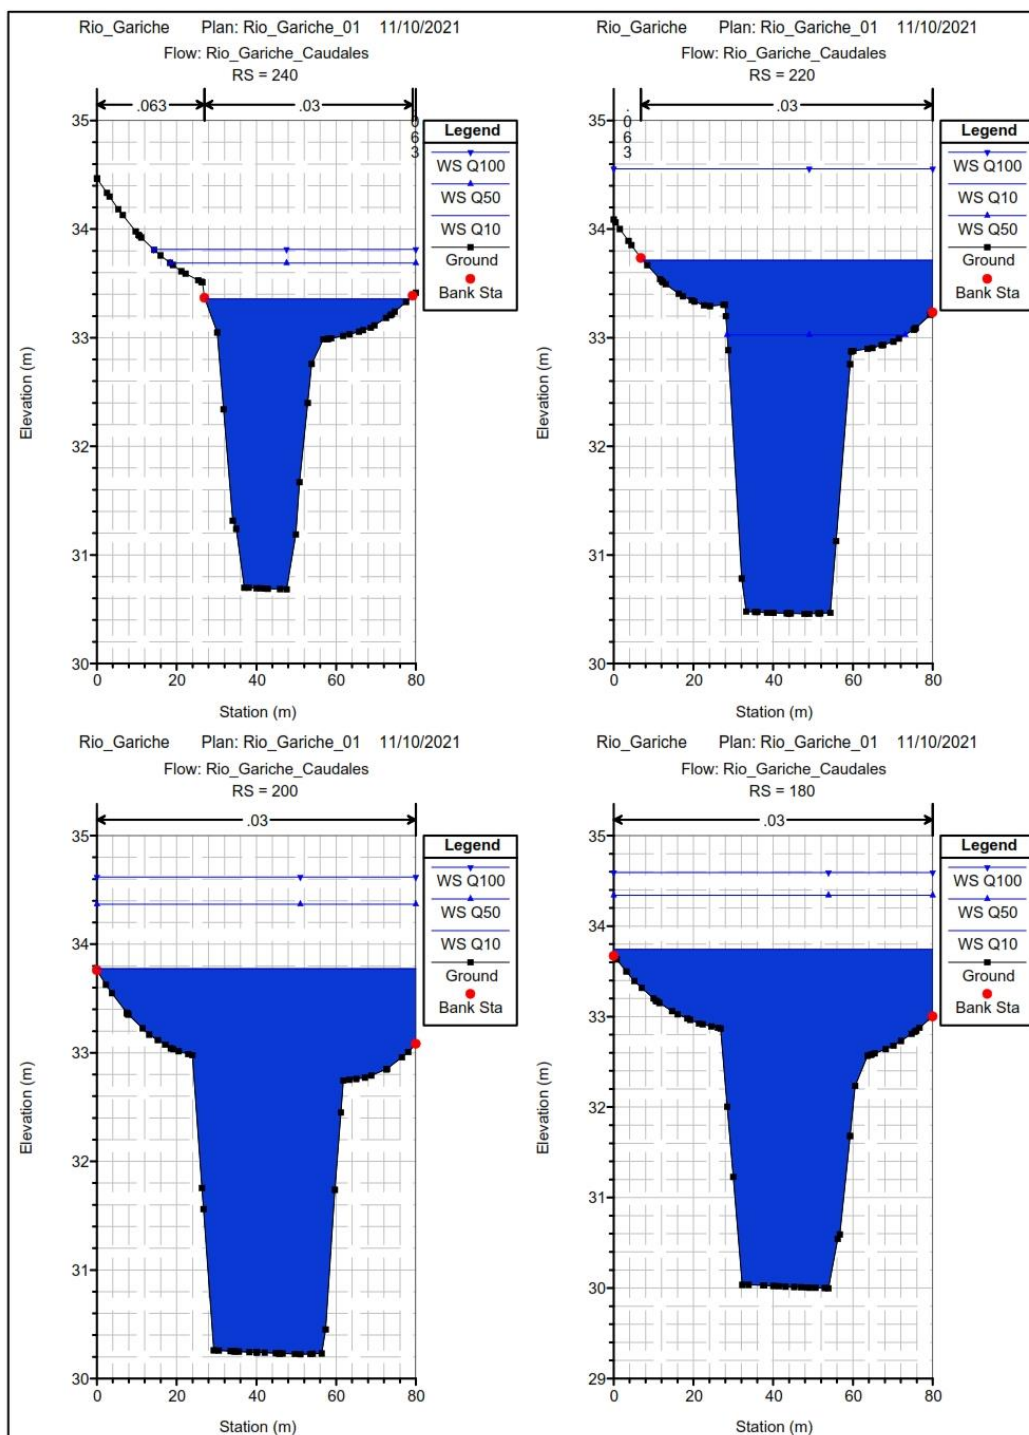 Rio_Gariche Plan: Rio_Gariche_01 11/10/2021
Flow: Rio_Gariche_Caudales
RS = 240
.063
.03
.063
35
34
33
32
31
30
Elevation (m)
0 20 40 60 80
Station (m)
Legend
WS Q100
WS Q50
WS Q10
Ground
Bank Sta
Rio_Gariche Plan: Rio_Gariche_01 11/10/2021
Flow: Rio_Gariche_Caudales
RS = 220
.063
.03
35
34
33
32
31
30
Elevation (m)
0 20 40 60 80
Station (m)
Legend
WS Q100
WS Q10
WS Q50
Ground
Bank Sta
Rio_Gariche Plan: Rio_Gariche_01 11/10/2021
Flow: Rio_Gariche_Caudales
RS = 200
.03
35
34
33
32
31
30
Elevation (m)
0 20 40 60 80
Station (m)
Legend
WS Q100
WS Q50
WS Q10
Ground
Bank Sta
Rio_Gariche Plan: Rio_Gariche_01 11/10/2021
Flow: Rio_Gariche_Caudales
RS = 180
.03
35
34
33
32
31
30
29
Elevation (m)
0 20 40 60 80
Station (m)
Legend
WS Q100
WS Q50
WS Q10
Ground
Bank Sta